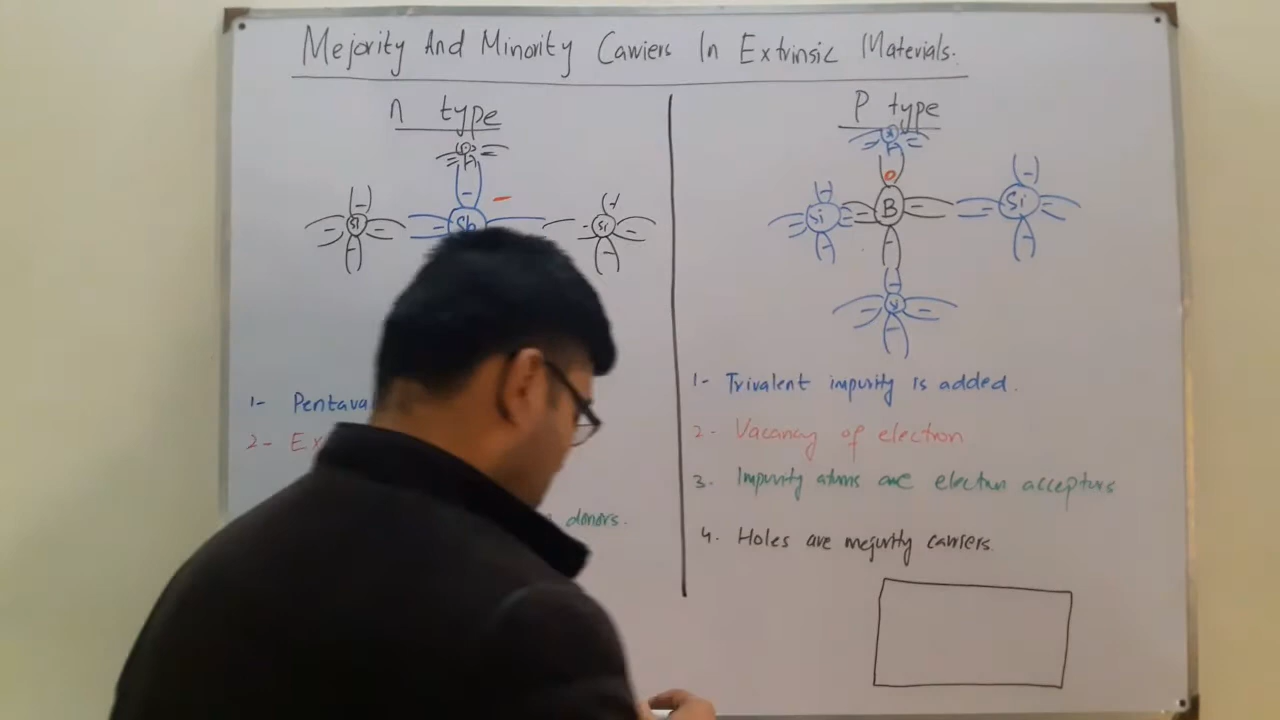 Mejority And Minority Carriers In Extrinsic Materials.
n type
Si
Sb
Si
1- Pentava
2- Ex
donors.
P type
Si
B
Si
1- Trivalent impurity is added.
2- Vacancy of electron
3. Impurity atoms are electron acceptors
4. Holes are mejority carriers.